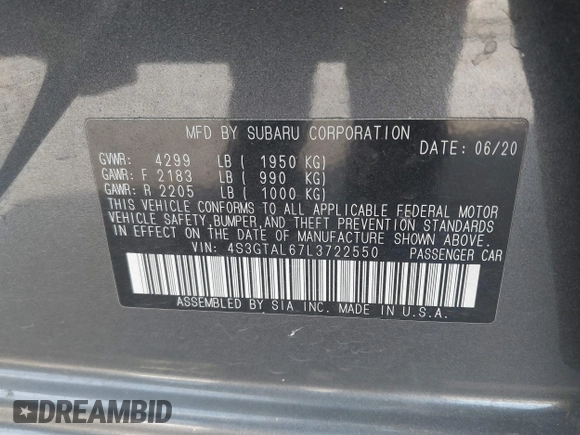 MFD BY SUBARU CORPORATION
DATE: 06/20
GVWR: 4299 LB ( 1950 KG)
GAWR: F 2183 LB ( 990 KG)
GAWR: R 2205 LB ( 1000 KG)
THIS VEHICLE CONFORMS TO ALL APPLICABLE FEDERAL MOTOR
VEHICLE SAFETY,BUMPER,AND THEFT PREVENTION STANDARDS
IN EFFECT ON THE DATE OF MANUFACTURE SHOWN ABOVE.
VIN: 4S3GTAL67L3722550 PASSENGER CAR
ASSEMBLED BY SIA INC. MADE IN U.S.A.
DREAMBID